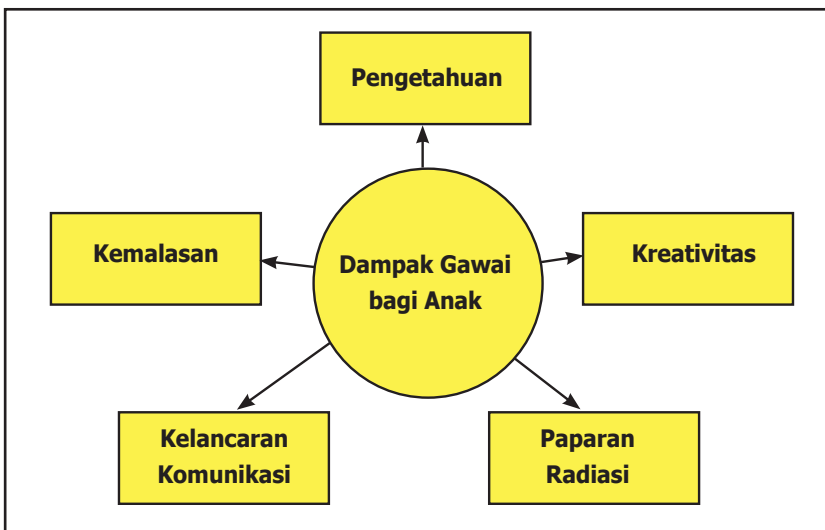 Pengetahuan
Kemalasan
Dampak Gawai
bagi Anak
Kreativitas
Kelancaran
Komunikasi
Paparan
Radiasi